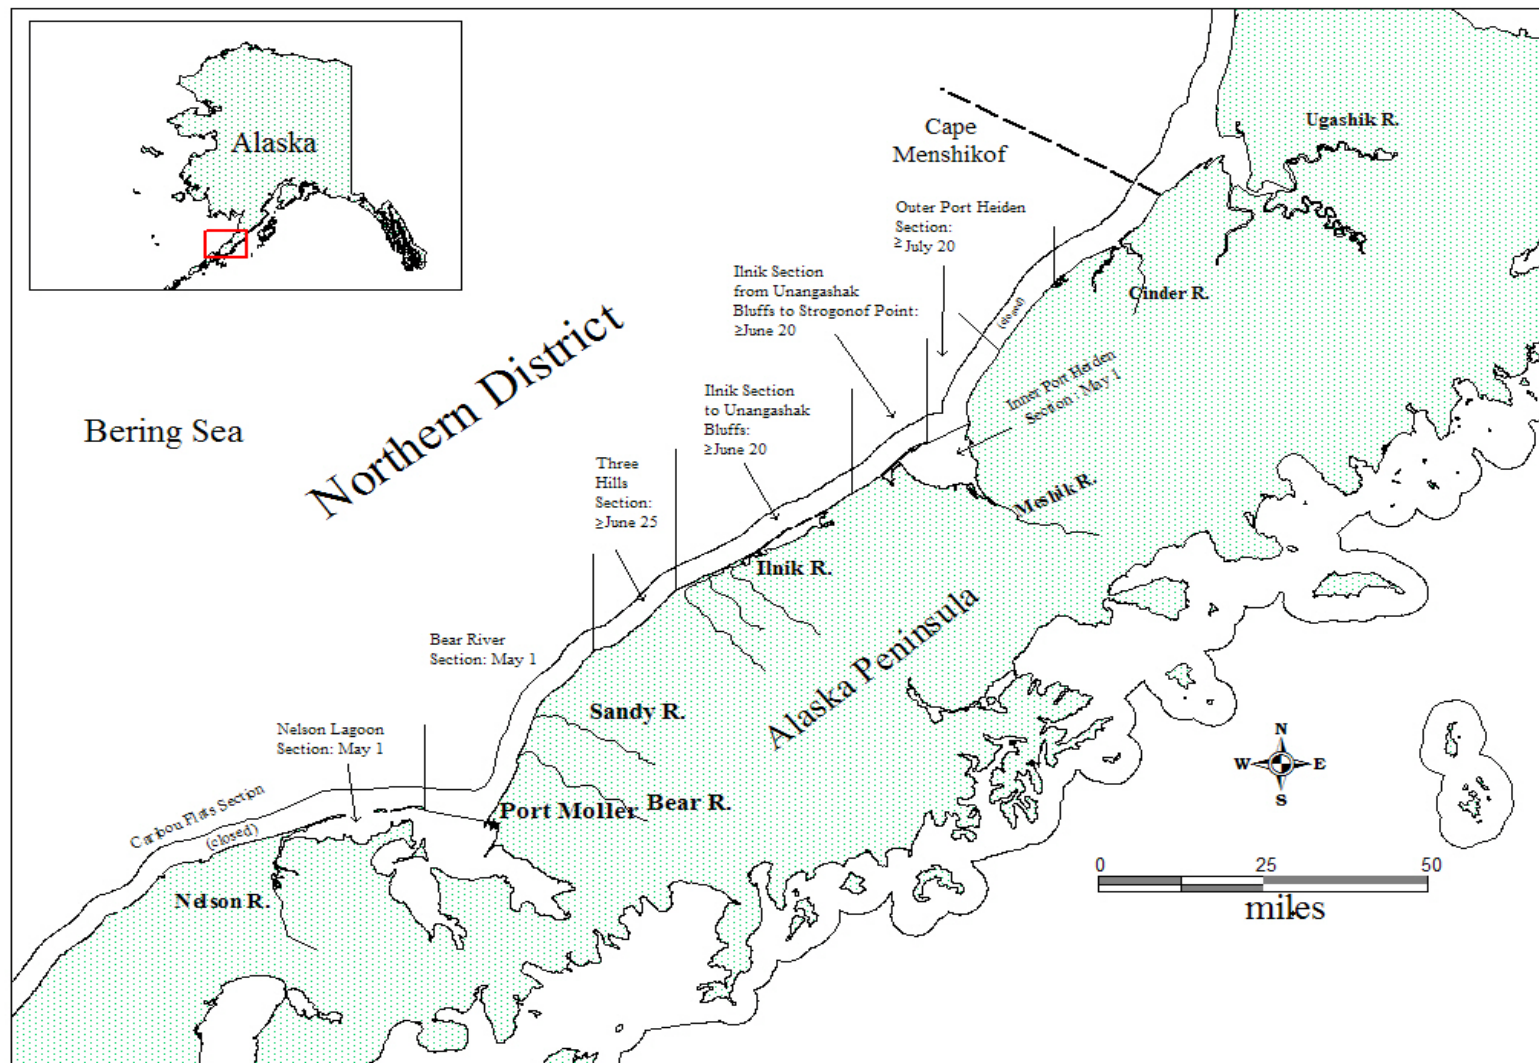 Alaska
Ugashik R.
Cape
Menshikof
Outer Port Heiden
Section:
≥July 20
Ilnik Section
from Unangashak
Bluffs to Strogonof Point:
≥June 20
Cinder R.
(closed)
Northern District
Inner Port Heiden
Section : May 1
Ilnik Section
to Unangashak
Bluffs:
≥June 20
Bering Sea
Three
Hills
Section:
≥June 25
Meshik R.
Ilnik R.
Bear River
Section: May 1
Alaska Peninsula
Sandy R.
Nelson Lagoon
Section: May 1
N
W E
S
Port Moller
Bear R.
Caribou Flats Section
(closed)
Nelson R.
0 25 50
miles